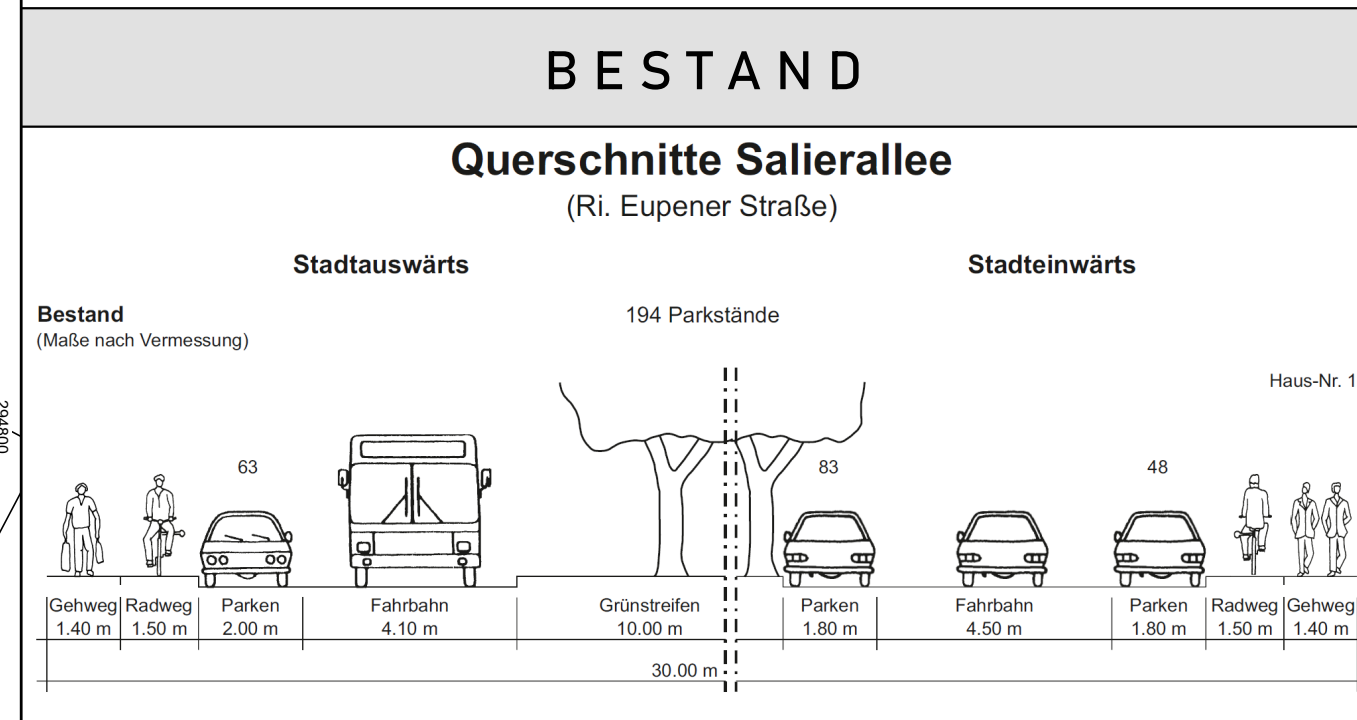 BESTAND
Querschnitte Salierallee
(Ri. Eupener Straße)
Stadtauswärts Stadteinwärts
Bestand 194 Parkstände
(Maße nach Vermessung)
Haus-Nr. 1
294800
63 83 48
Gehweg Radweg Parken Fahrbahn Grünstreifen Parken Fahrbahn Parken Radweg Gehweg
1.40 m 1.50 m 2.00 m 4.10 m 10.00 m 1.80 m 4.50 m 1.80 m 1.50 m 1.40 m
30.00 m